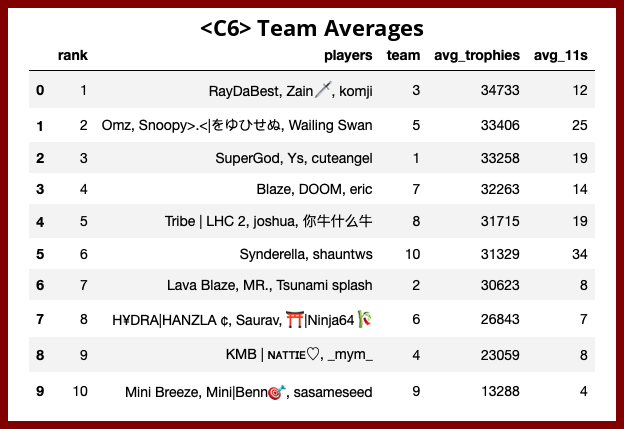 <C6> Team Averages
rank players team avg_trophies avg_11s
0 1 RayDaBest, Zain🗡️, komji 3 34733 12
1 2 Omz, Snoopy>.<|をゆひせぬ, Wailing Swan 5 33406 25
2 3 SuperGod, Ys, cuteangel 1 33258 19
3 4 Blaze, DOOM, eric 7 32263 14
4 5 Tribe | LHC 2, joshua, 你牛什么牛 8 31715 19
5 6 Synderella, shauntws 10 31329 34
6 7 Lava Blaze, MR., Tsunami splash 2 30623 8
7 8 H¥DRA|HANZLA ¢, Saurav, ⛩️|Ninja64🎋 6 26843 7
8 9 KMB | ɴᴀᴛᴛɪᴇ♡, _mym_ 4 23059 8
9 10 Mini Breeze, Mini|Benn🎯, sasameseed 9 13288 4